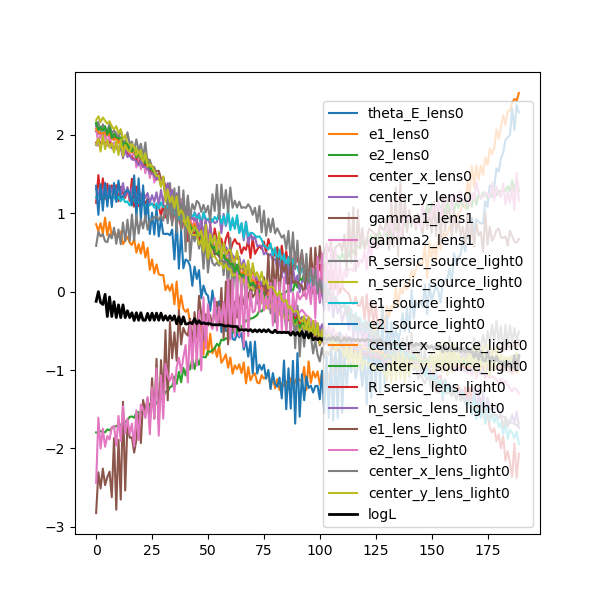 2
1
0
−1
−2
−3
0
25
50
75
100
125
150
175
theta_E_lens0
e1_lens0
e2_lens0
center_x_lens0
center_y_lens0
gamma1_lens1
gamma2_lens1
R_sersic_source_light0
n_sersic_source_light0
e1_source_light0
e2_source_light0
center_x_source_light0
center_y_source_light0
R_sersic_lens_light0
n_sersic_lens_light0
e1_lens_light0
e2_lens_light0
center_x_lens_light0
center_y_lens_light0
logL